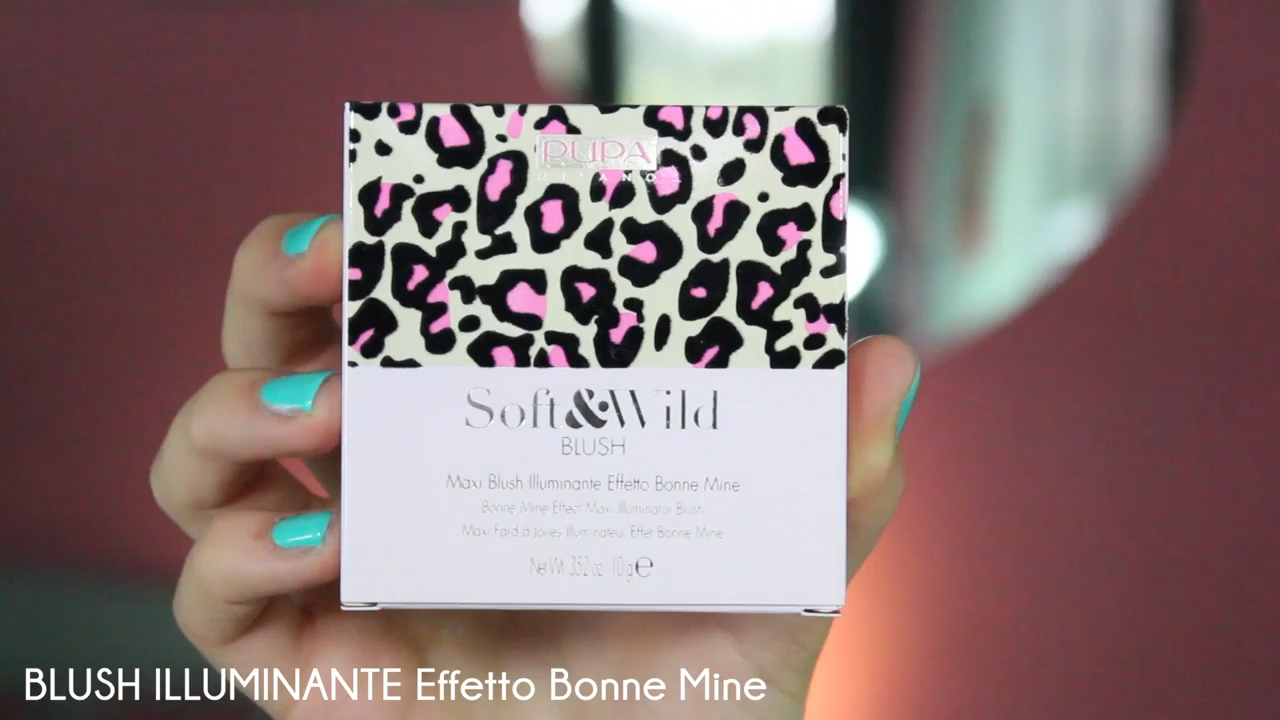 PUPA
MILANO
Soft&Wild
BLUSH
Maxi Blush Illuminante Effetto Bonne Mine
Bonne Mine Effect Maxi Illuminator Blush
Maxi Fard à Joues Illuminateur Effet Bonne Mine
Net Wt. .352 oz. 10 g e
BLUSH ILLUMINANTE Effetto Bonne Mine